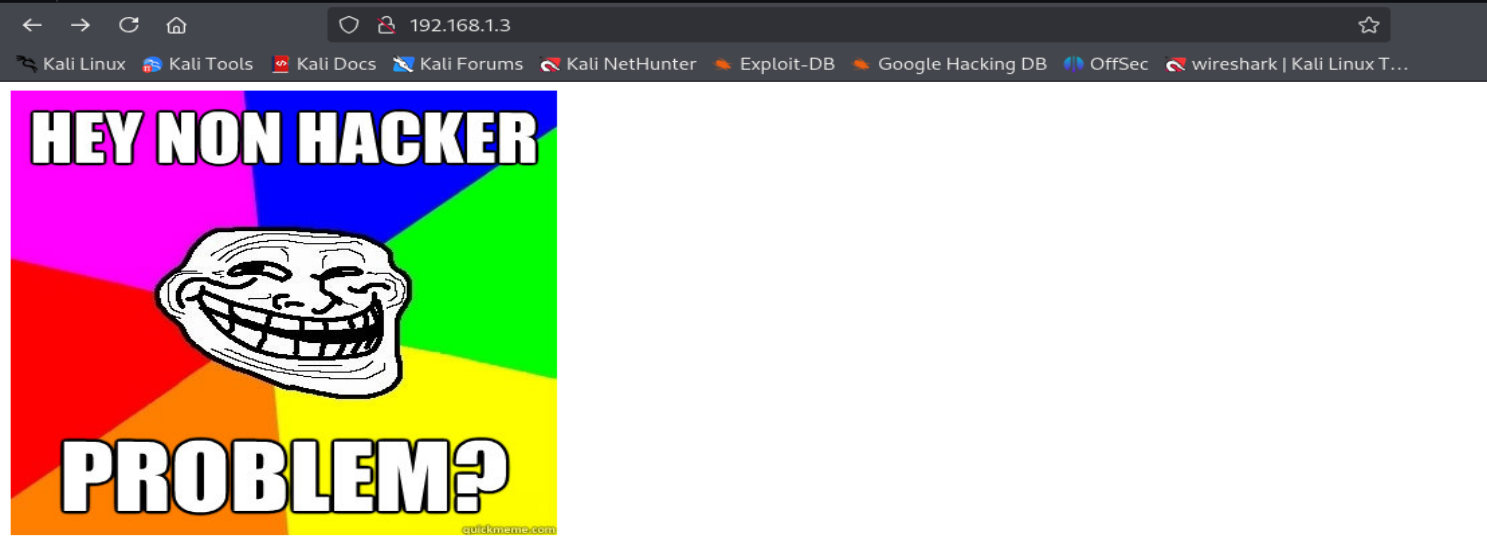 192.168.1.3
Kali Linux Kali Tools Kali Docs Kali Forums Kali NetHunter Exploit-DB Google Hacking DB OffSec wireshark | Kali Linux T…
HEY NON HACKER
PROBLEM?
quickmeme.com